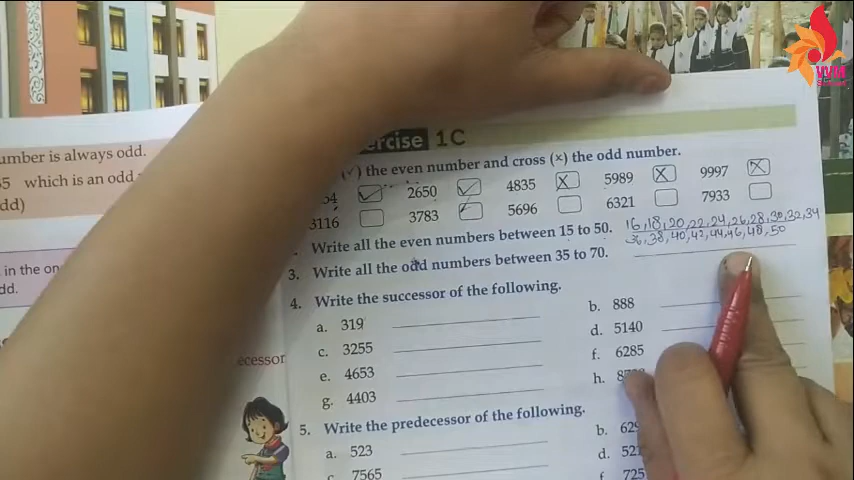 umber is always odd.
which is an odd
dd)
in the
dd.
ecessor
ercise 1C
(✓) the even number and cross (×) the odd number.
2650 4835 5989 9997
3116 3783 5696 6321 7933
Write all the even numbers between 15 to 50. 16,18,20,22,24,26,28,30,32,34
36,38,40,42,44,46,48,50
3. Write all the odd numbers between 35 to 70.
4. Write the successor of the following.
a. 319 b. 888
c. 3255 d. 5140
e. 4653 f. 6285
g. 4403 h.
5. Write the predecessor of the following.
a. 523 b.
c. 7565 d.
f.
VVM